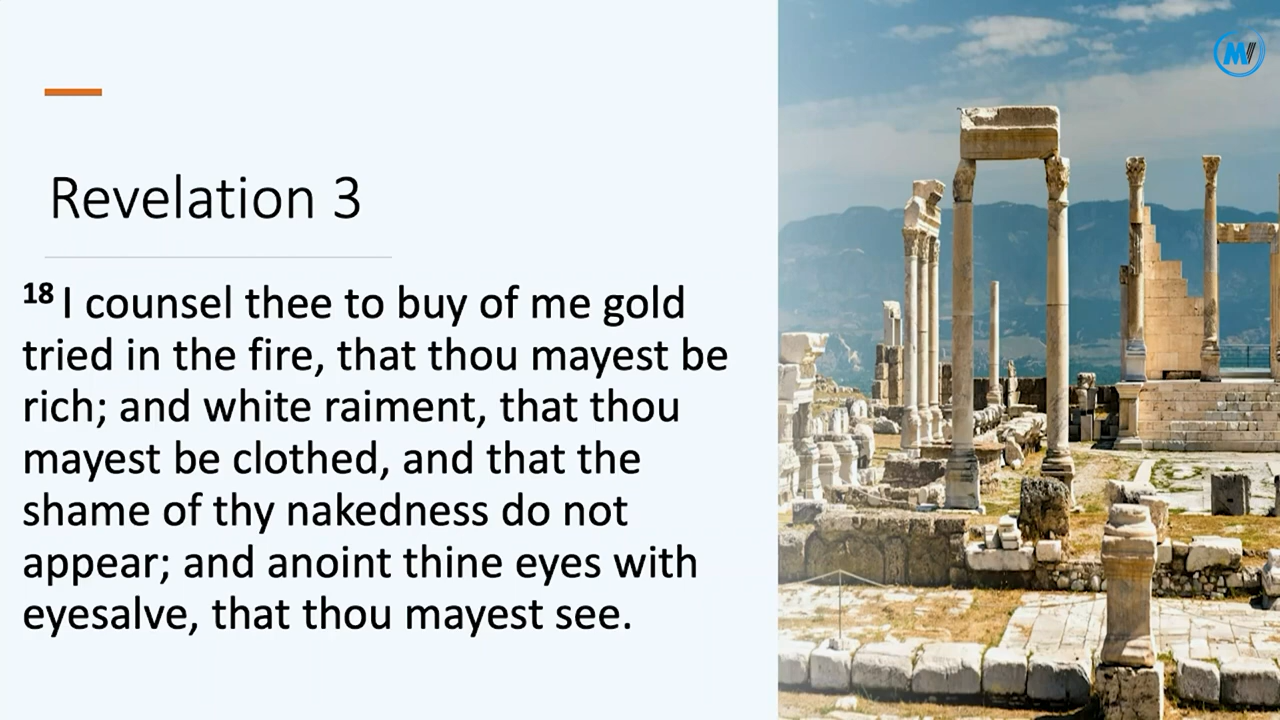 MV
Revelation 3
18 I counsel thee to buy of me gold
tried in the fire, that thou mayest be
rich; and white raiment, that thou
mayest be clothed, and that the
shame of thy nakedness do not
appear; and anoint thine eyes with
eyesalve, that thou mayest see.